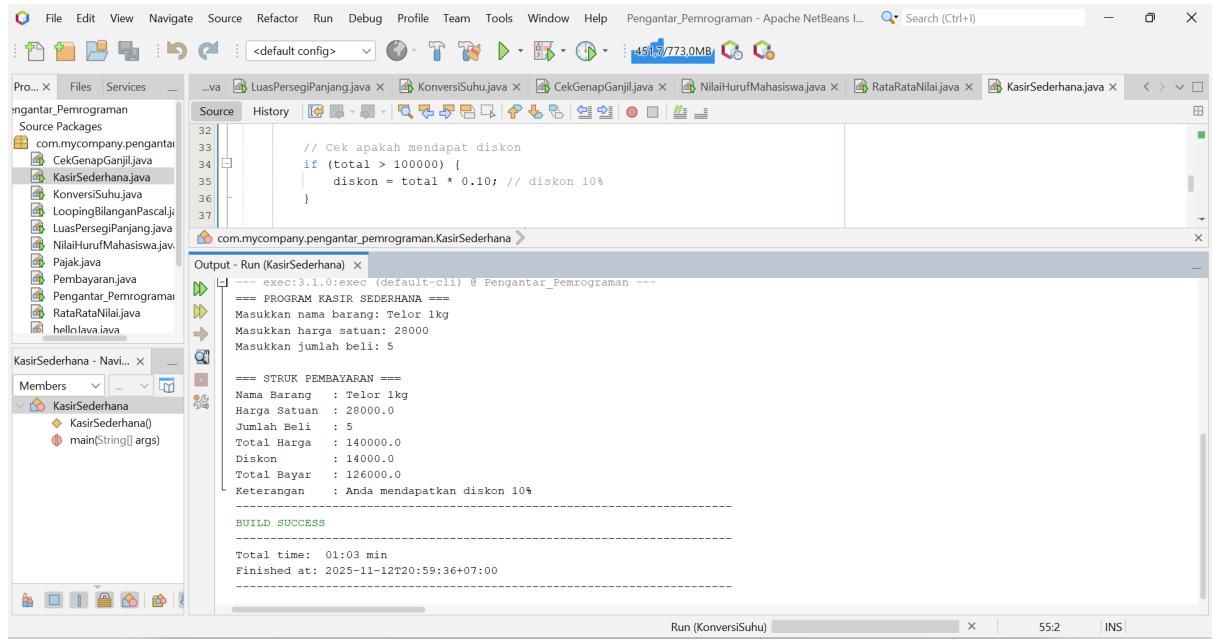 File Edit View Navigate Source Refactor Run Debug Profile Team Tools Window Help Pengantar_Pemrograman - Apache NetBeans I... Search (Ctrl+I)
<default config> 451,7/773,0MB
Pro... Files Services
...va LuasPersegiPanjang.java KonversiSuhu.java CekGenapGanjil.java NilaiHurufMahasiswa.java RataRataNilai.java KasirSederhana.java
engantar_Pemrograman
Source Packages
com.mycompany.pengantar
CekGenapGanjil.java
KasirSederhana.java
KonversiSuhu.java
LoopingBilanganPascal.ja
LuasPersegiPanjang.java
NilaiHurufMahasiswa.jav
Pajak.java
Pembayaran.java
Pengantar_Pemrograman
RataRataNilai.java
helloJava.java
Source History
32
33 // Cek apakah mendapat diskon
34 if (total > 100000) {
35 diskon = total * 0.10; // diskon 10%
36 }
37
com.mycompany.pengantar_pemrograman.KasirSederhana
KasirSederhana - Navi...
Members ...
KasirSederhana
KasirSederhana()
main(String[] args)
Output - Run (KasirSederhana)
--- exec:3.1.0:exec (default-cli) @ Pengantar_Pemrograman ---
=== PROGRAM KASIR SEDERHANA ===
Masukkan nama barang: Telor 1kg
Masukkan harga satuan: 28000
Masukkan jumlah beli: 5
=== STRUK PEMBAYARAN ===
Nama Barang : Telor 1kg
Harga Satuan : 28000.0
Jumlah Beli : 5
Total Harga : 140000.0
Diskon : 14000.0
Total Bayar : 126000.0
Keterangan : Anda mendapatkan diskon 10%
------------------------------------------------------------------------
BUILD SUCCESS
------------------------------------------------------------------------
Total time: 01:03 min
Finished at: 2025-11-12T20:59:36+07:00
------------------------------------------------------------------------
Run (KonversiSuhu) 55:2 INS